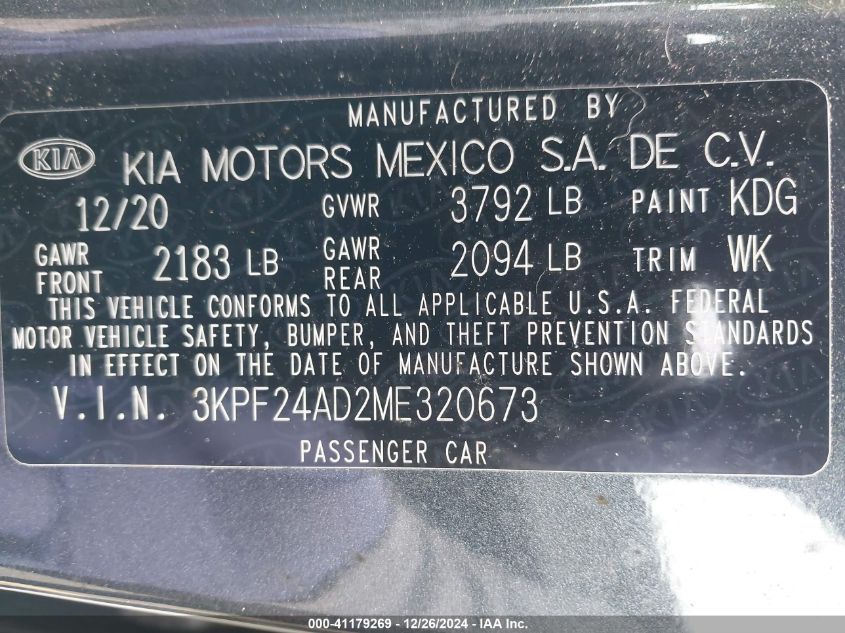 MANUFACTURED BY
KIA KIA MOTORS MEXICO S.A. DE C.V.
12/20 GVWR 3792 LB PAINT KDG
GAWR FRONT 2183 LB GAWR REAR 2094 LB TRIM WK
THIS VEHICLE CONFORMS TO ALL APPLICABLE U.S.A. FEDERAL
MOTOR VEHICLE SAFETY, BUMPER, AND THEFT PREVENTION STANDARDS
IN EFFECT ON THE DATE OF MANUFACTURE SHOWN ABOVE.
V.I.N. 3KPF24AD2ME320673
PASSENGER CAR
000-41179269 - 12/26/2024 - IAA Inc.